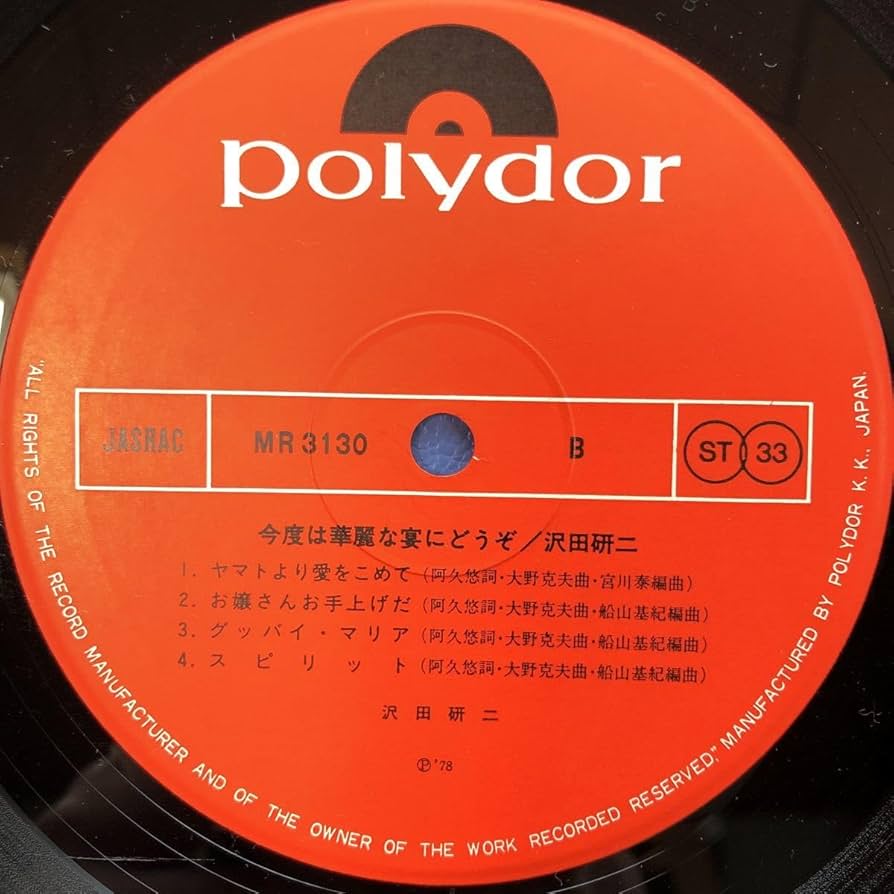 polydor
JASRAC
MR 3130
B
ST 33
今度は華麗な宴にどうぞ/沢田研二
1. ヤマトより愛をこめて(阿久悠詞・大野克夫曲・宮川泰編曲)
2. お嬢さんお手上げだ(阿久悠詞・大野克夫曲・船山基紀編曲)
3. グッバイ・マリア(阿久悠詞・大野克夫曲・船山基紀編曲)
4. スピリット(阿久悠詞・大野克夫曲・船山基紀編曲)
沢田研二
Ⓟ'78
"ALL RIGHTS OF THE RECORD MANUFACTURER AND OF THE OWNER OF THE WORK RECORDED RESERVED," MANUFACTURED BY POLYDOR K. K., JAPAN.